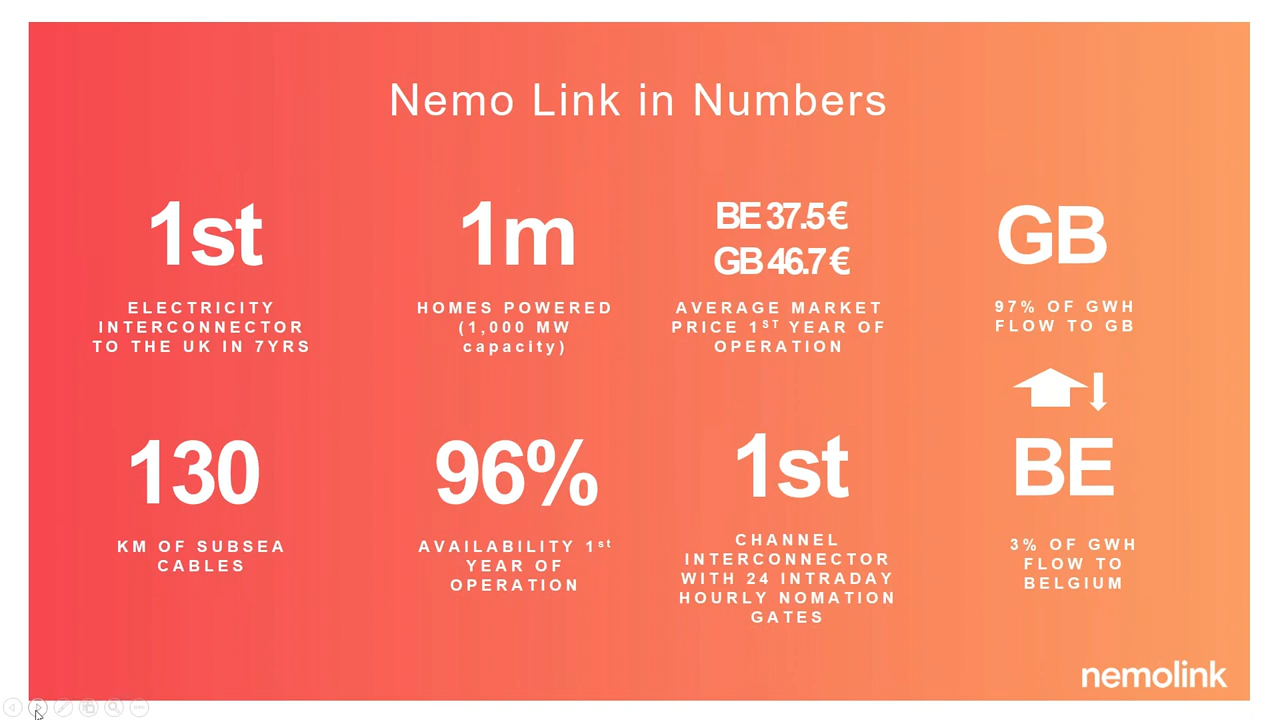 Nemo Link in Numbers
1st
ELECTRICITY
INTERCONNECTOR
TO THE UK IN 7YRS
1m
HOMES POWERED
(1,000 MW
capacity)
BE 37.5 €
GB 46.7 €
AVERAGE MARKET
PRICE 1ST YEAR OF
OPERATION
GB
97% OF GWH
FLOW TO GB
130
KM OF SUBSEA
CABLES
96%
AVAILABILITY 1st
YEAR OF
OPERATION
1st
CHANNEL
INTERCONNECTOR
WITH 24 INTRADAY
HOURLY NOMATION
GATES
BE
3% OF GWH
FLOW TO
BELGIUM
nemolink